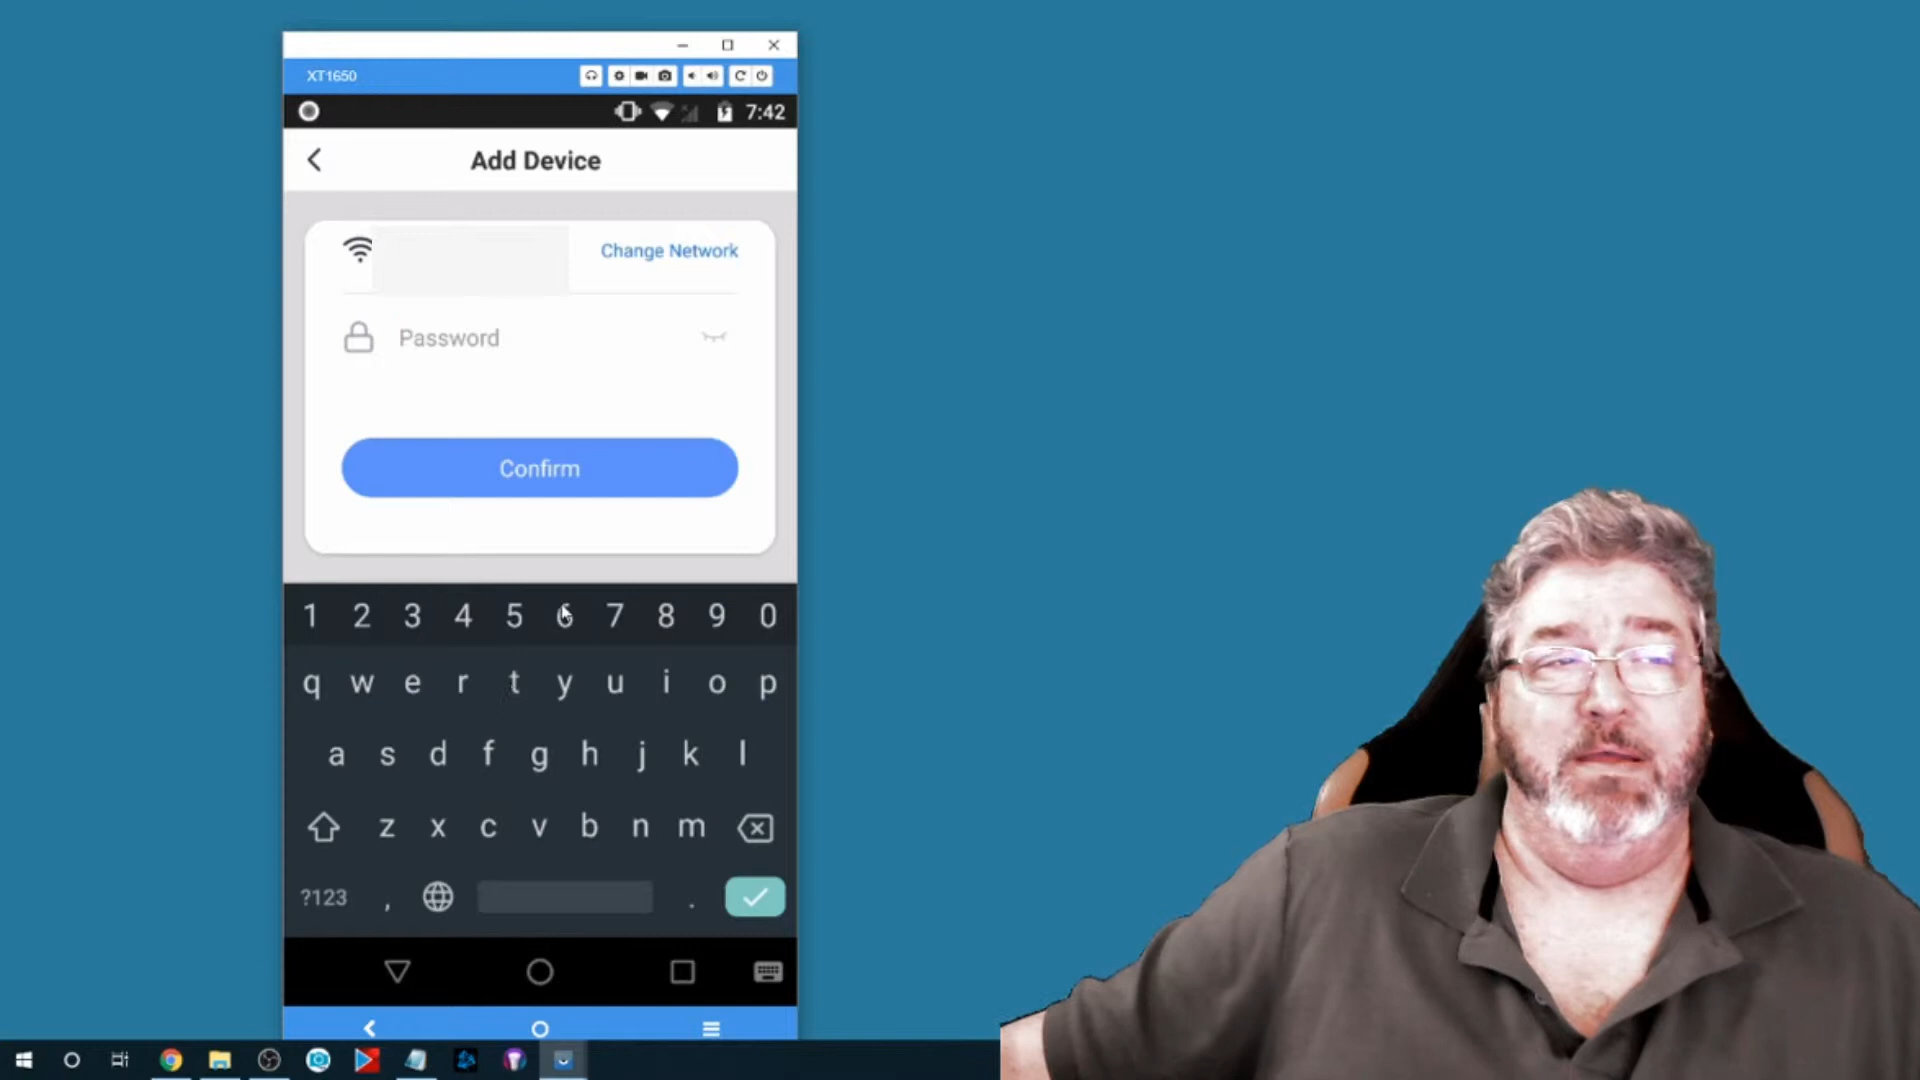 XT1650
7:42
Add Device
Change Network
Password
Confirm
1 2 3 4 5 6 7 8 9 0
q w e r t y u i o p
a s d f g h j k l
z x c v b n m
?123 , .